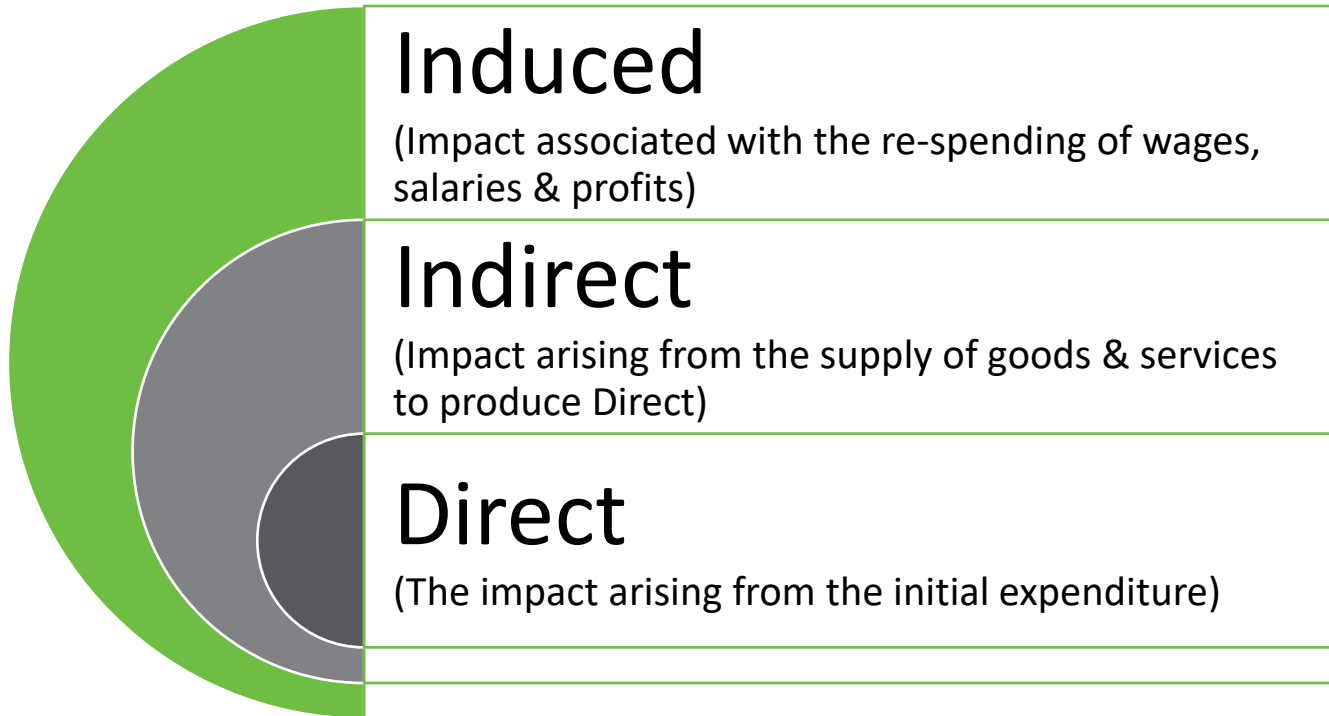 Induced
(Impact associated with the re-spending of wages,
salaries & profits)
Indirect
(Impact arising from the supply of goods & services
to produce Direct)
Direct
(The impact arising from the initial expenditure)